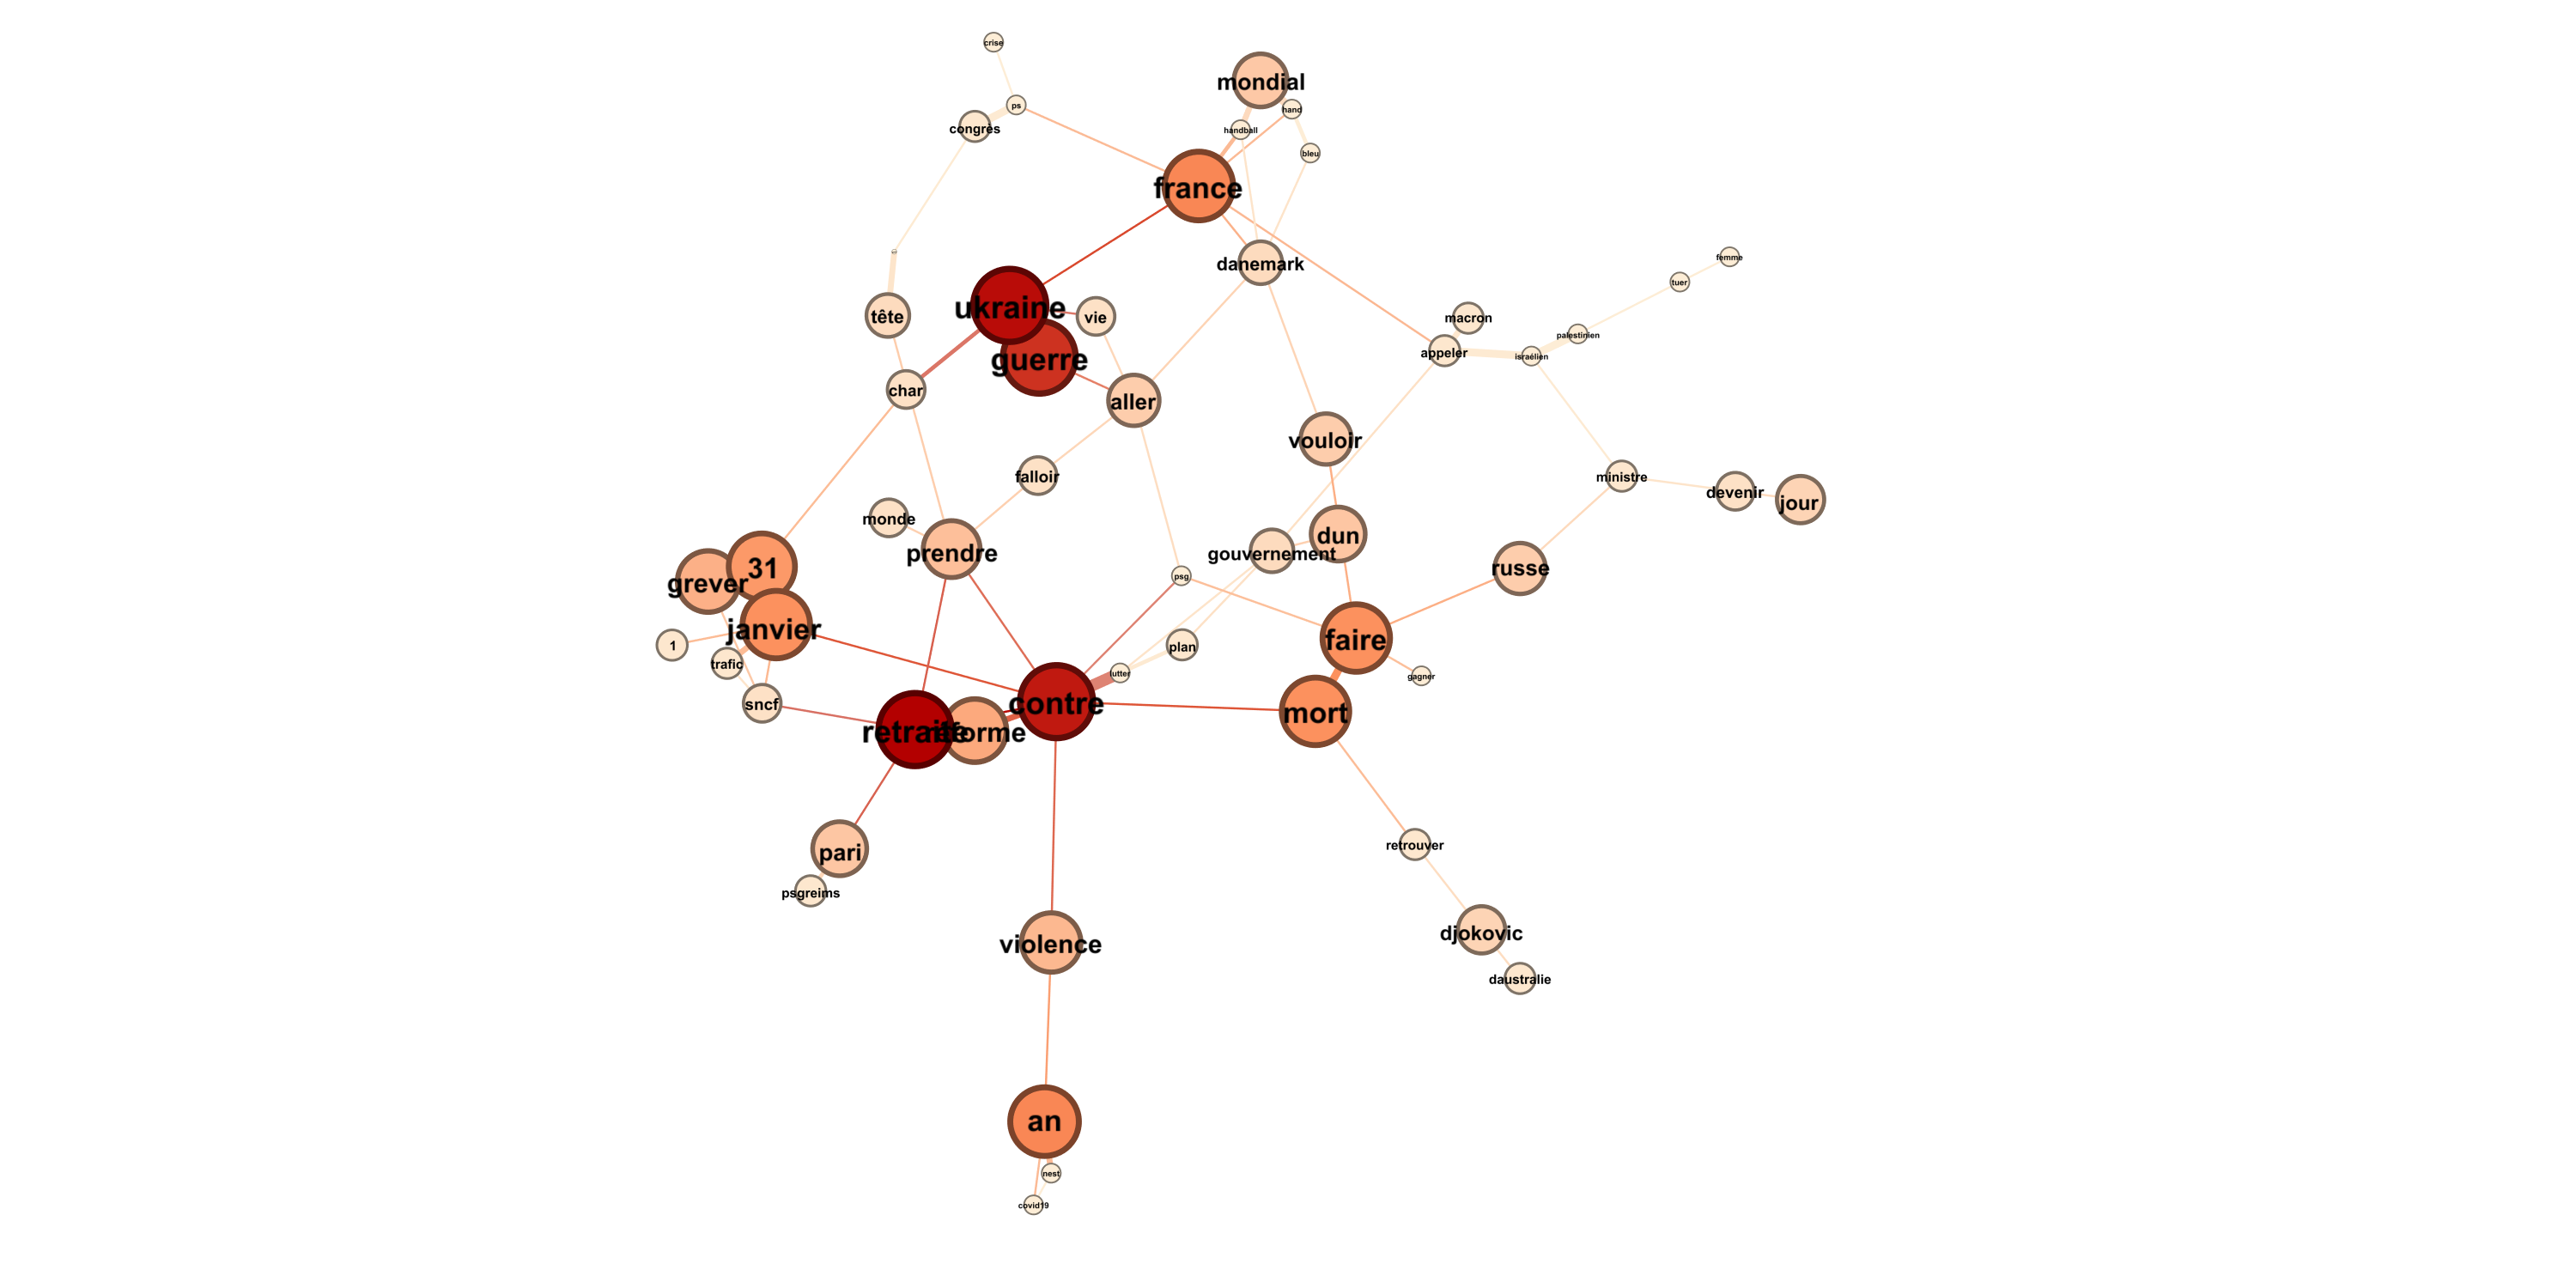 crise
mondial
ps
hand
handball
congrès
bleu
france
femme
danemark
tuer
ukraine
vie
tête
macron
palestinien
appeler
israélien
guerre
char
aller
vouloir
falloir
ministre
devenir
jour
monde
dun
prendre
gouvernement
31
russe
psg
grever
janvier
1
plan
faire
trafic
lutter
gagner
sncf
contre
mort
retraite
réforme
retrouver
pari
psgreims
djokovic
violence
daustralie
an
nest
covid19